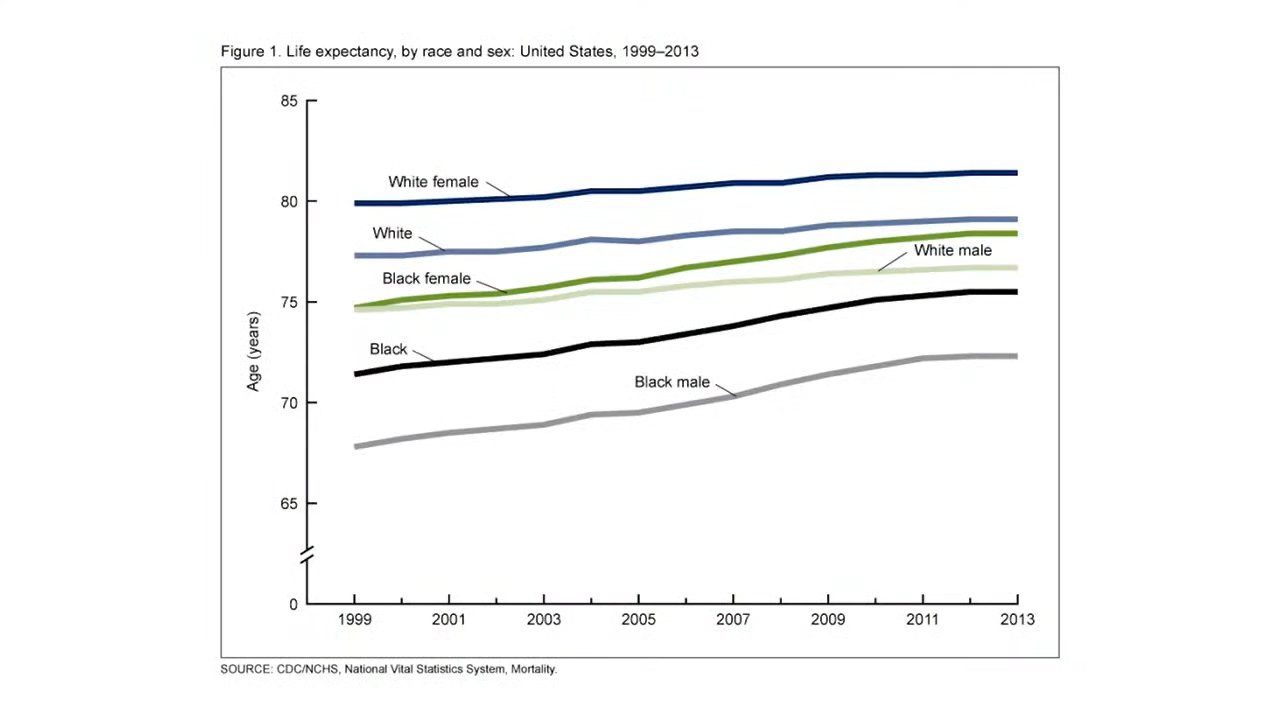 Figure 1. Life expectancy, by race and sex: United States, 1999–2013
85
White female
80
White
White male
Black female
75
Age (years)
Black
Black male
70
65
0
1999 2001 2003 2005 2007 2009 2011 2013
SOURCE: CDC/NCHS, National Vital Statistics System, Mortality.